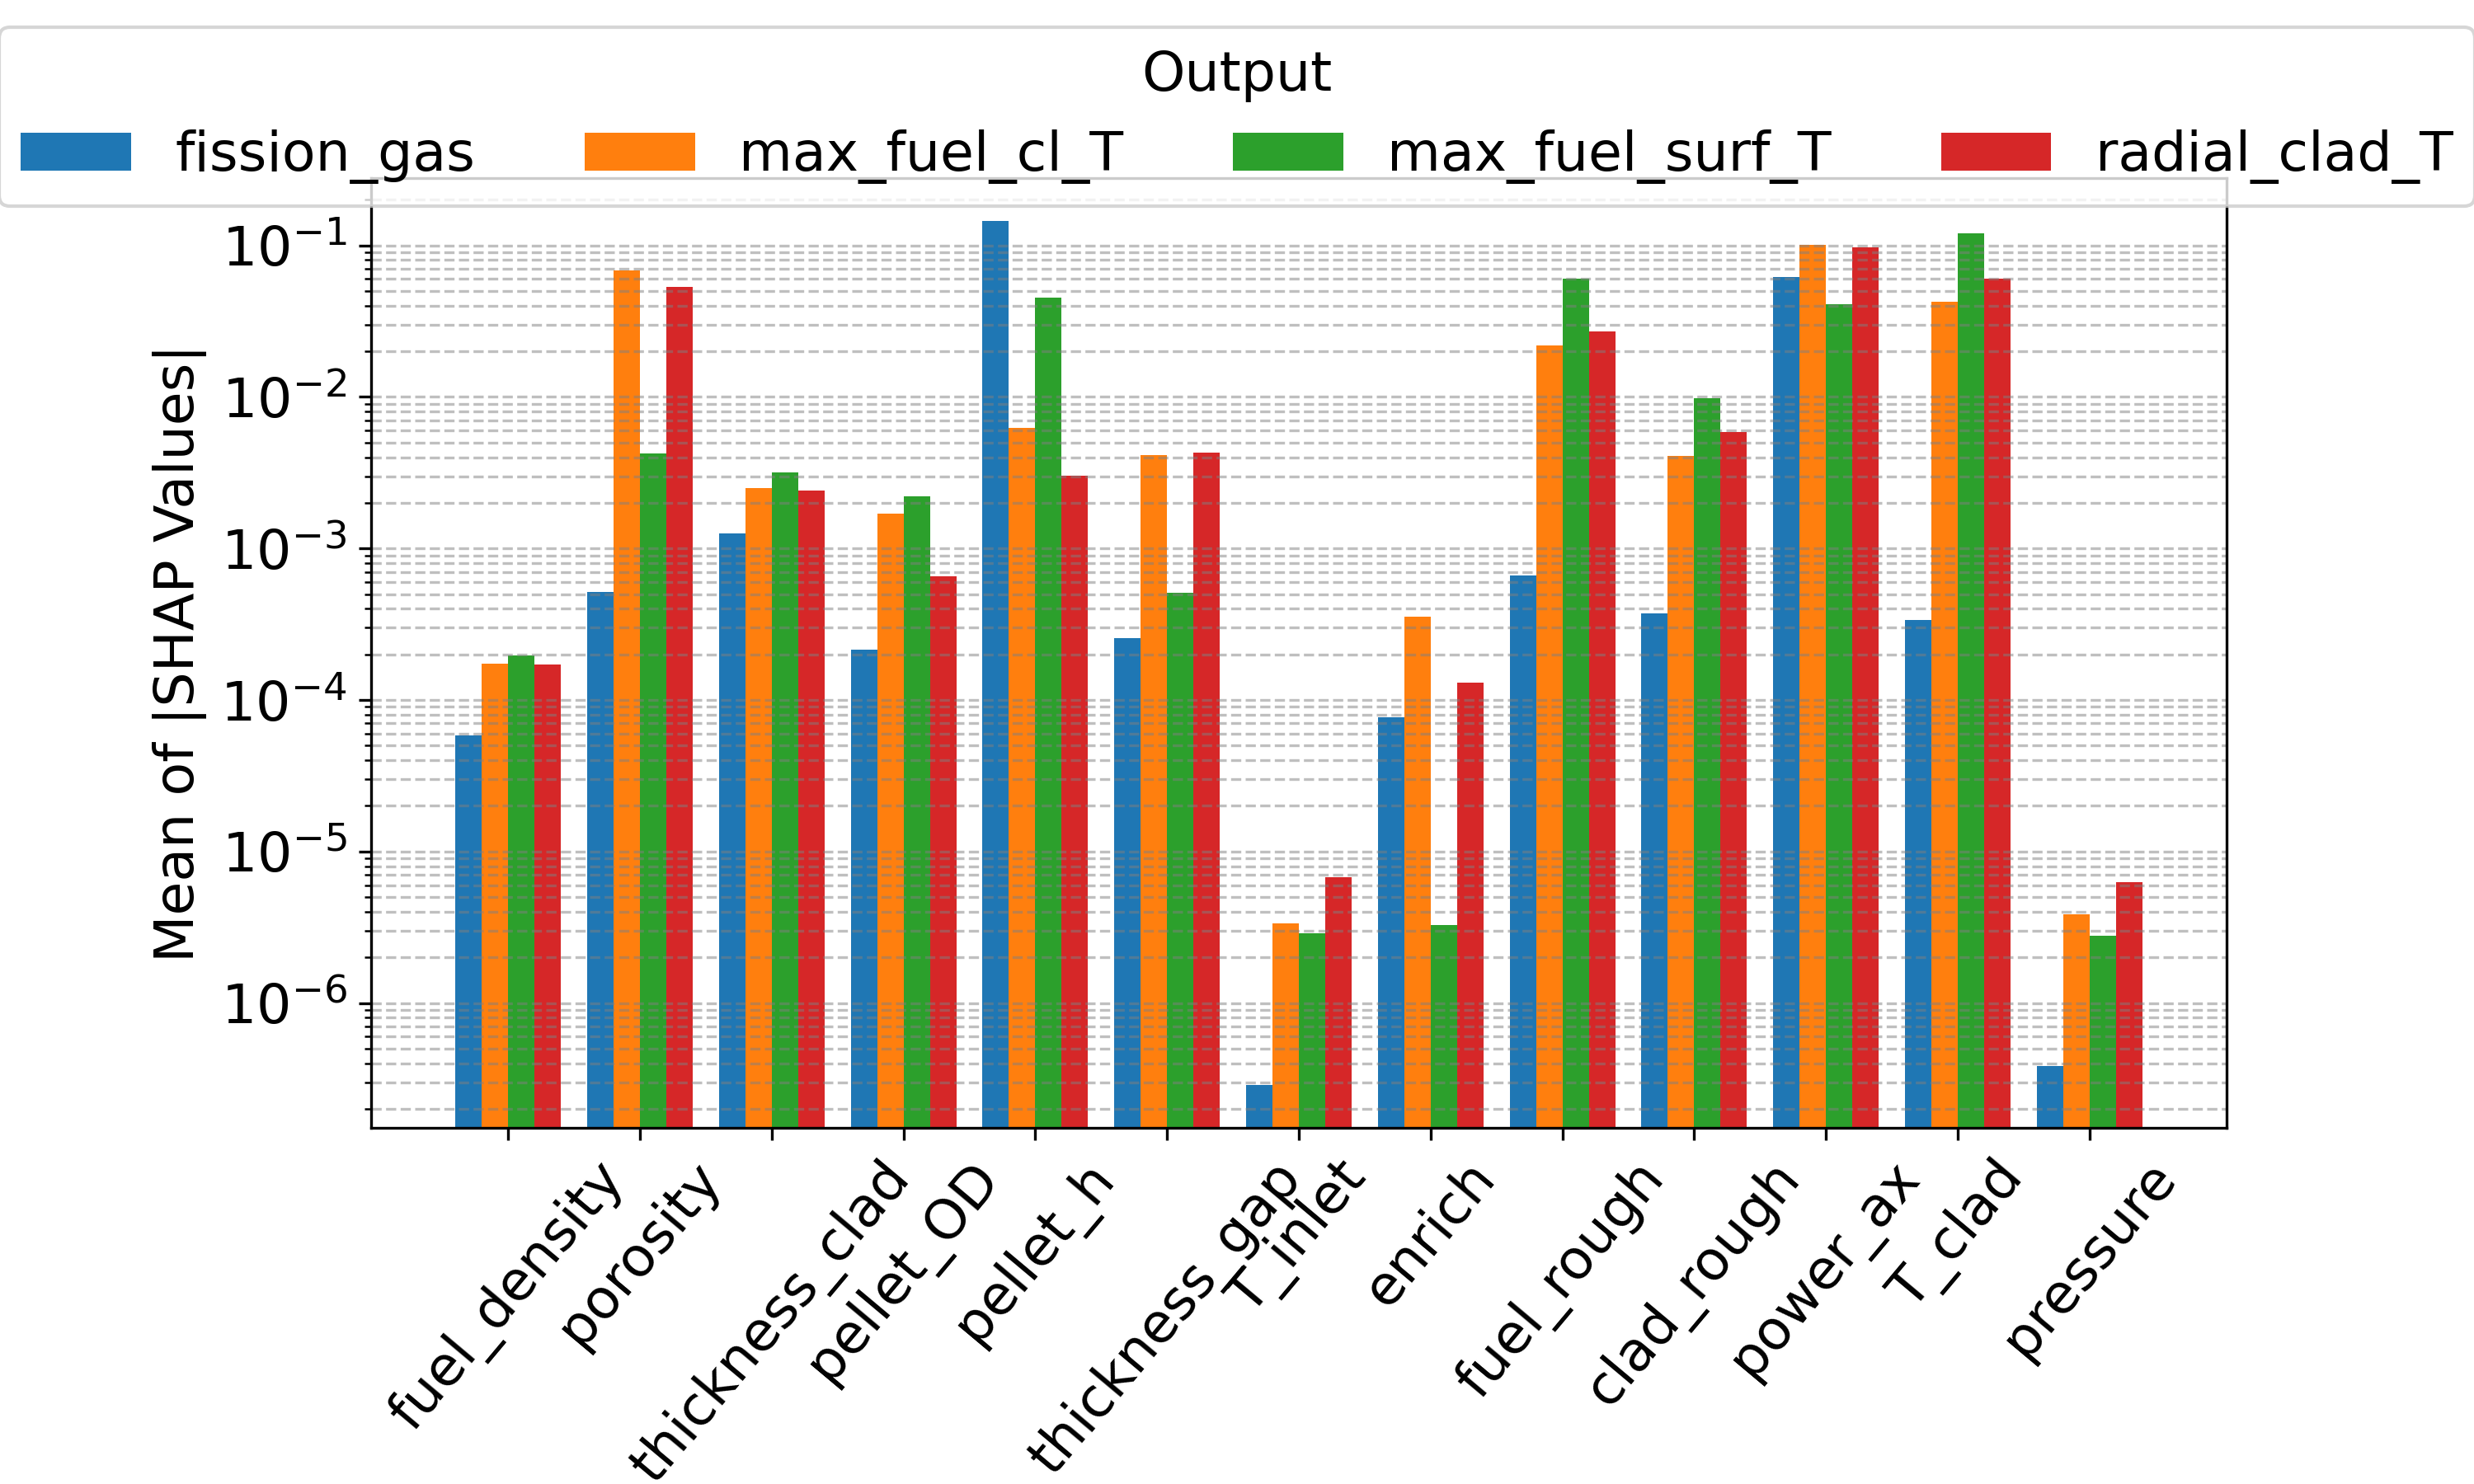 Output
fission_gas max_fuel_cl_T max_fuel_surf_T radial_clad_T
Mean of |SHAP Values|
10⁻¹
10⁻²
10⁻³
10⁻⁴
10⁻⁵
10⁻⁶
fuel_density
porosity
thickness_clad
pellet_OD
pellet_h
thickness_gap
T_inlet
enrich
fuel_rough
clad_rough
power_ax
T_clad
pressure